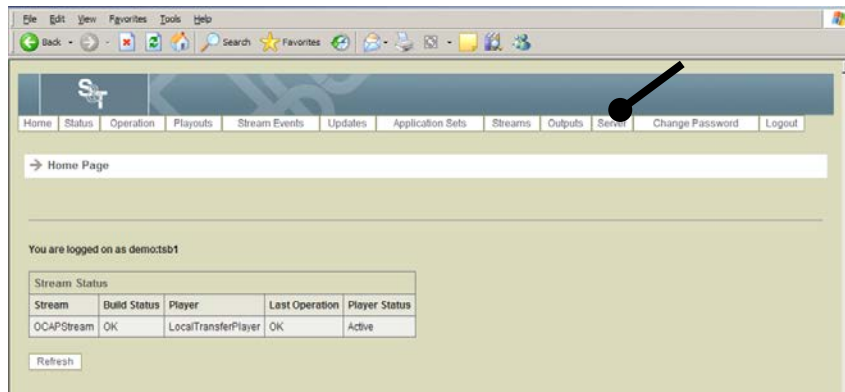 File Edit View Favorites Tools Help
Back Search Favorites
S&T
Home Status Operation Playouts Stream Events Updates Application Sets Streams Outputs Server Change Password Logout
→ Home Page
You are logged on as demo:tsb1
Stream Status
Stream Build Status Player Last Operation Player Status
OCAPStream OK LocalTransferPlayer OK Active
Refresh